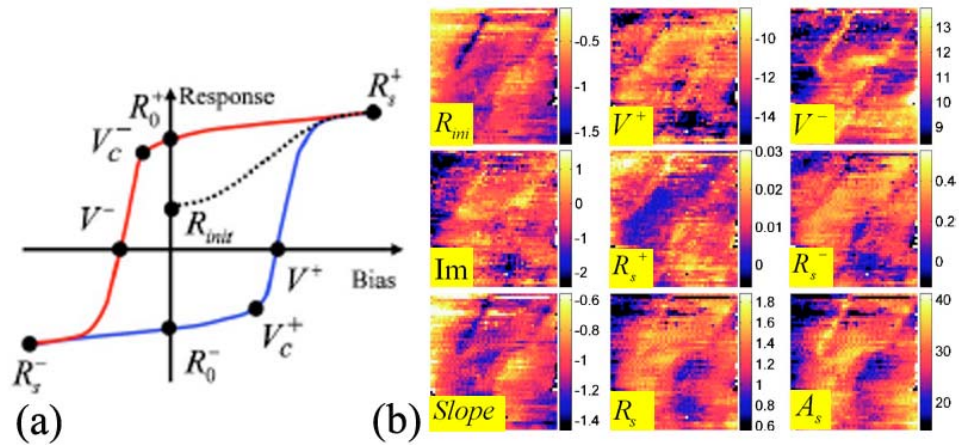 R_s^+
R_0^+ Response
V_c^-
V^-
R_init
V^+
Bias
V_c^+
R_s^-
R_0^-
(a)
(b)
R_ini
-0.5
-1
-1.5
V^+
-10
-12
-14
V^-
13
12
11
10
9
Im
1
0
-1
-2
R_s^+
0.03
0.02
0.01
0
R_s^-
0.4
0.2
0
Slope
-0.6
-0.8
-1
-1.2
-1.4
R_s
1.8
1.6
1.4
1.2
1
0.8
0.6
A_s
40
30
20